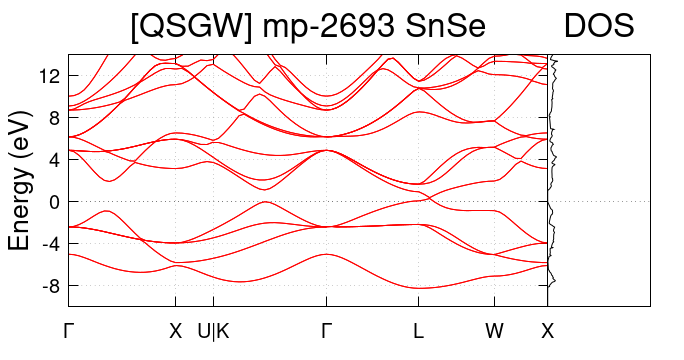 [QSGW] mp-2693 SnSe DOS
Energy (eV)
12
8
4
0
-4
-8
Γ X U|K Γ L W X